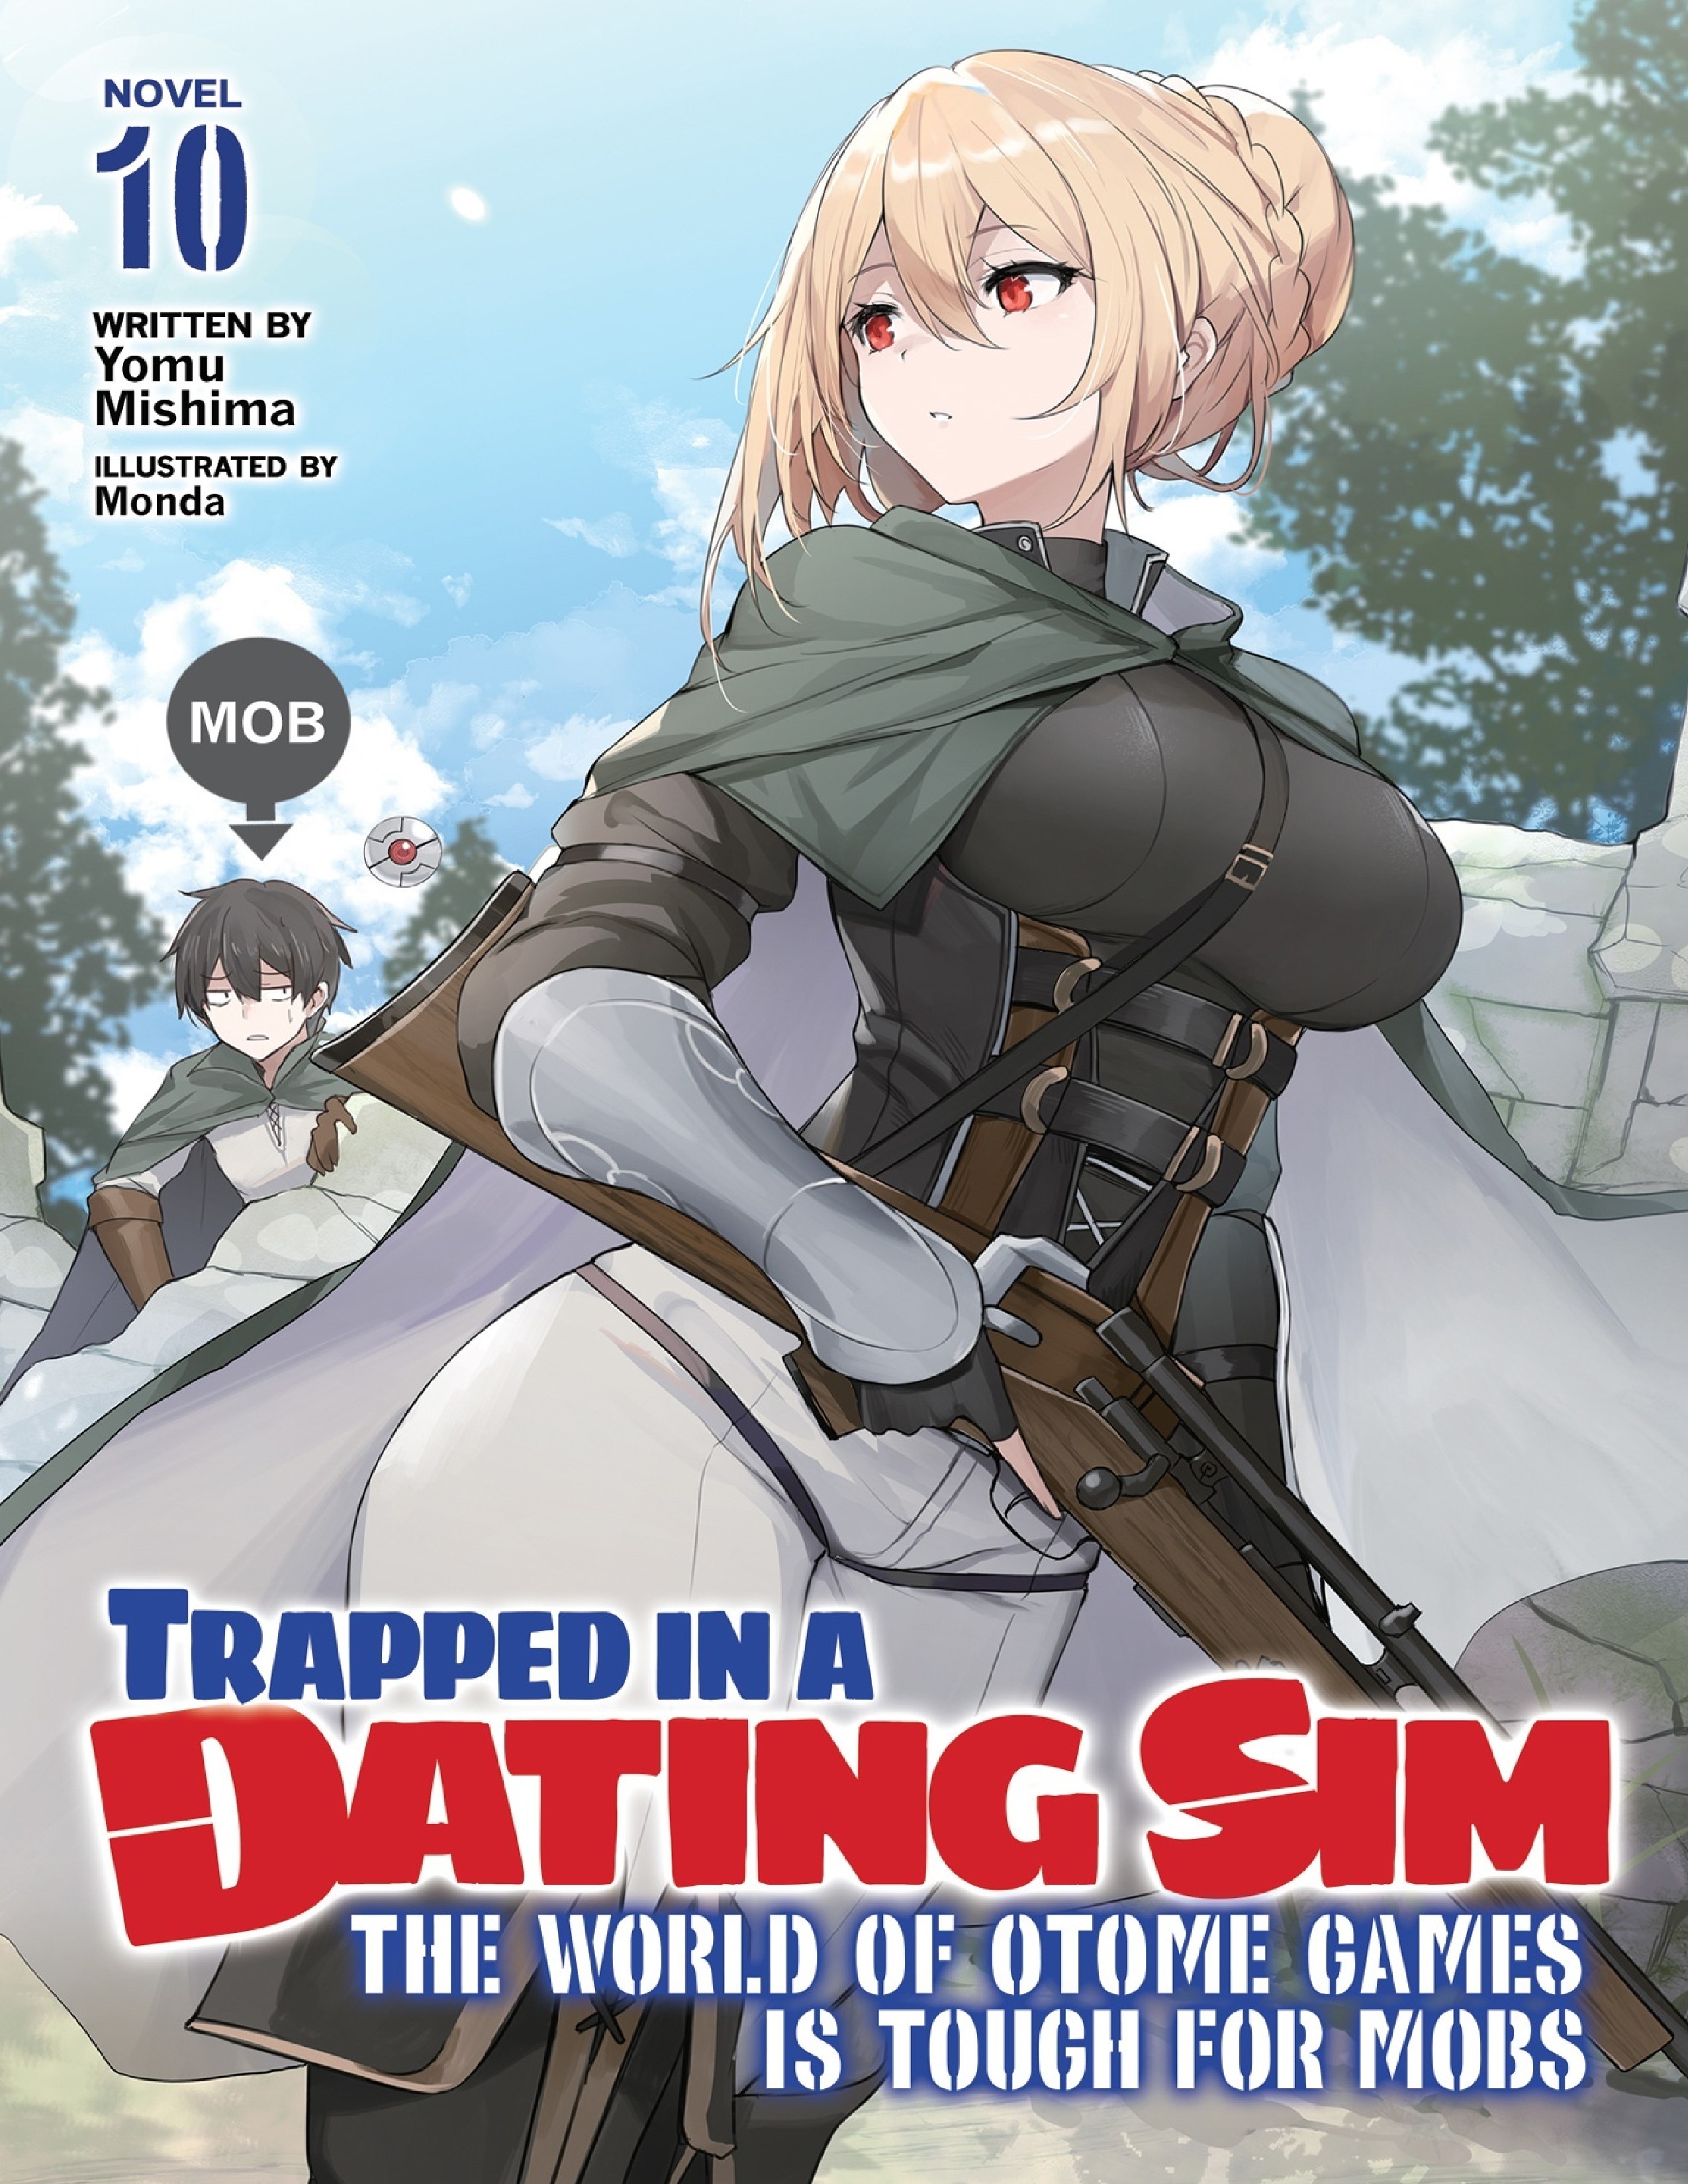 NOVEL
10
WRITTEN BY
Yomu
Mishima
ILLUSTRATED BY
Monda
MOB
TRAPPED IN A
DATING SIM
THE WORLD OF OTOME GAMES
IS TOUGH FOR MOBS